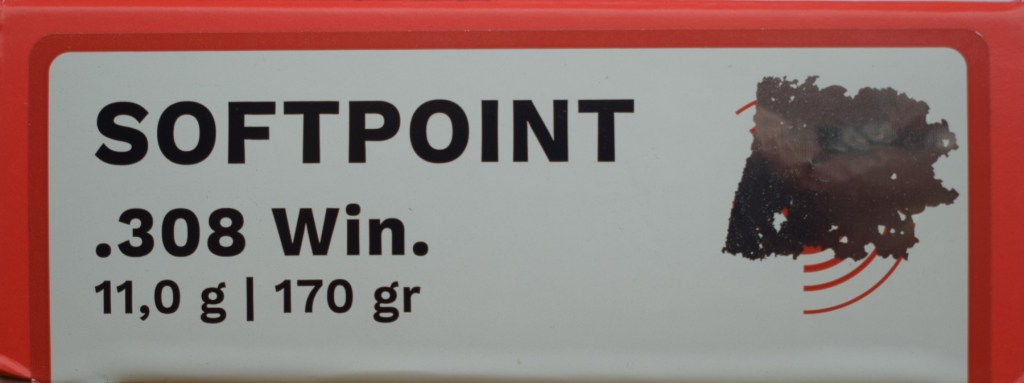 SOFTPOINT
.308 Win.
11,0 g | 170 gr